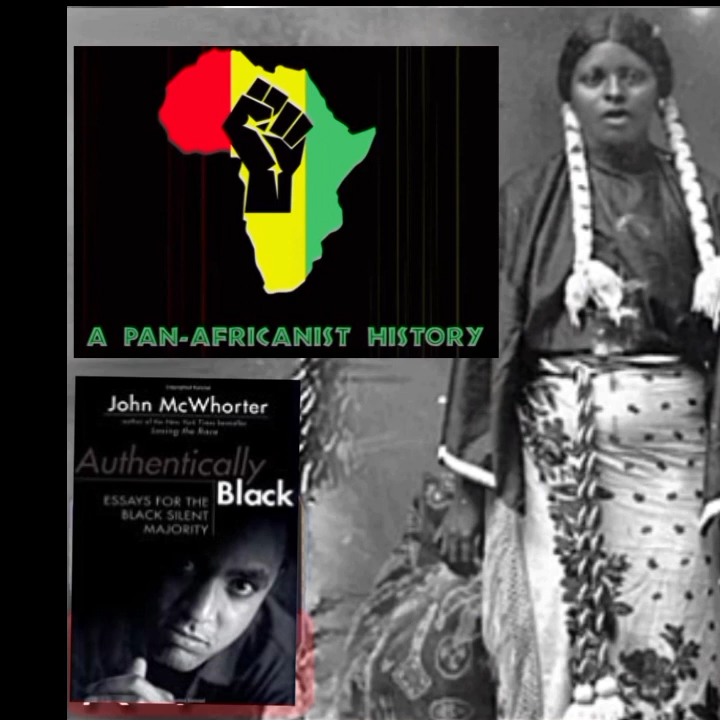 A PAN-AFRICANIST HISTORY
John McWhorter
author of the New York Times bestseller
Losing the Race
Authentically
Black
ESSAYS FOR THE
BLACK SILENT
MAJORITY